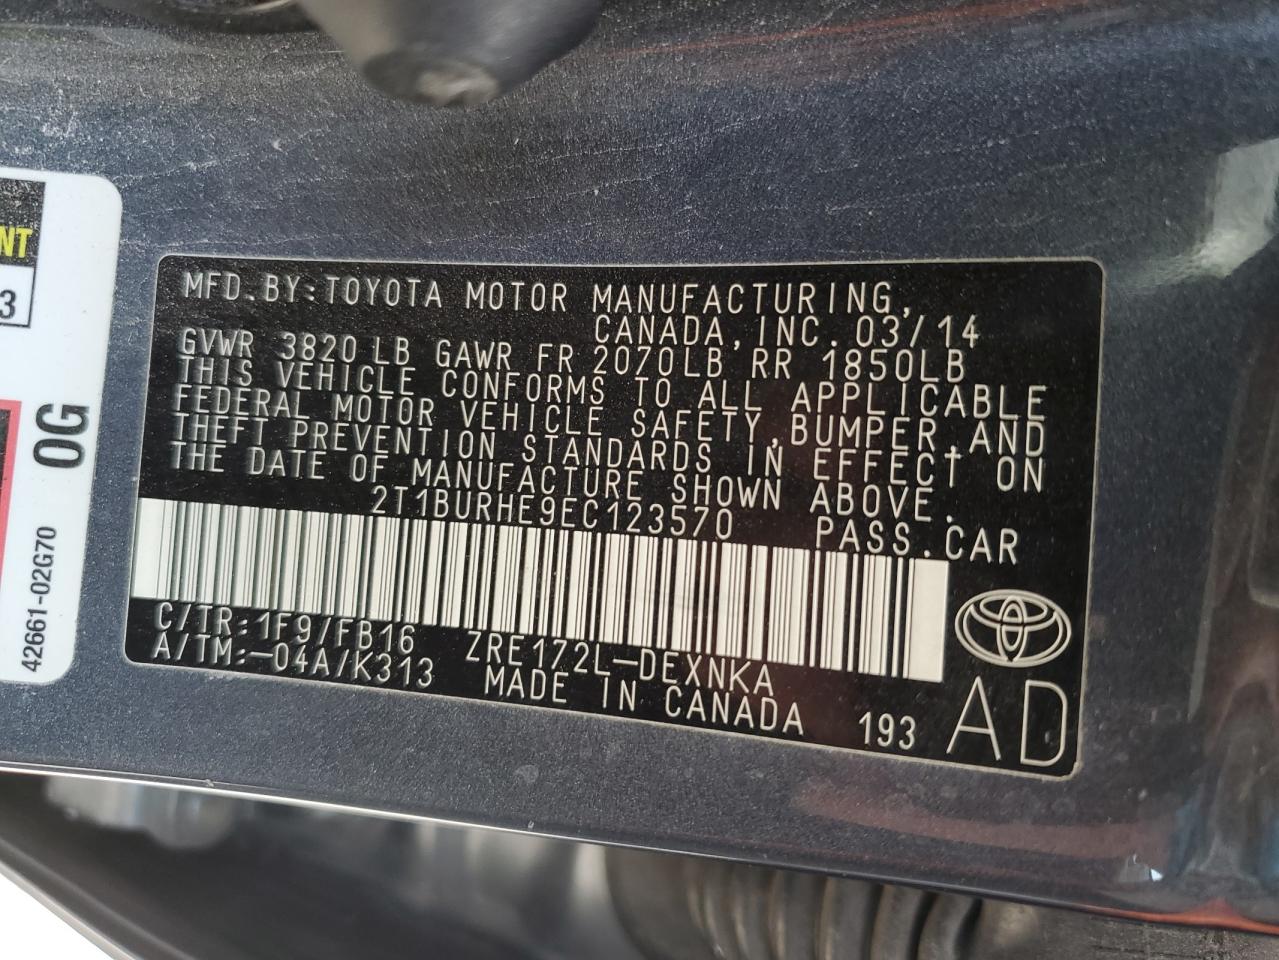 MFD.BY:TOYOTA MOTOR MANUFACTURING,
CANADA,INC. 03/14
GVWR 3820 LB GAWR FR 2070LB RR 1850LB
THIS VEHICLE CONFORMS TO ALL APPLICABLE
FEDERAL MOTOR VEHICLE SAFETY,BUMPER.AND
THEFT PREVENTION STANDARDS IN EFFECT ON
THE DATE OF MANUFACTURE SHOWN ABOVE.
2T1BURHE9EC123570 PASS.CAR
C/TR:1F9/FB16 ZRE172L-DEXNKA
A/TM:-04A/K313 MADE IN CANADA 193 AD
NT
3
0G
42661-02G70